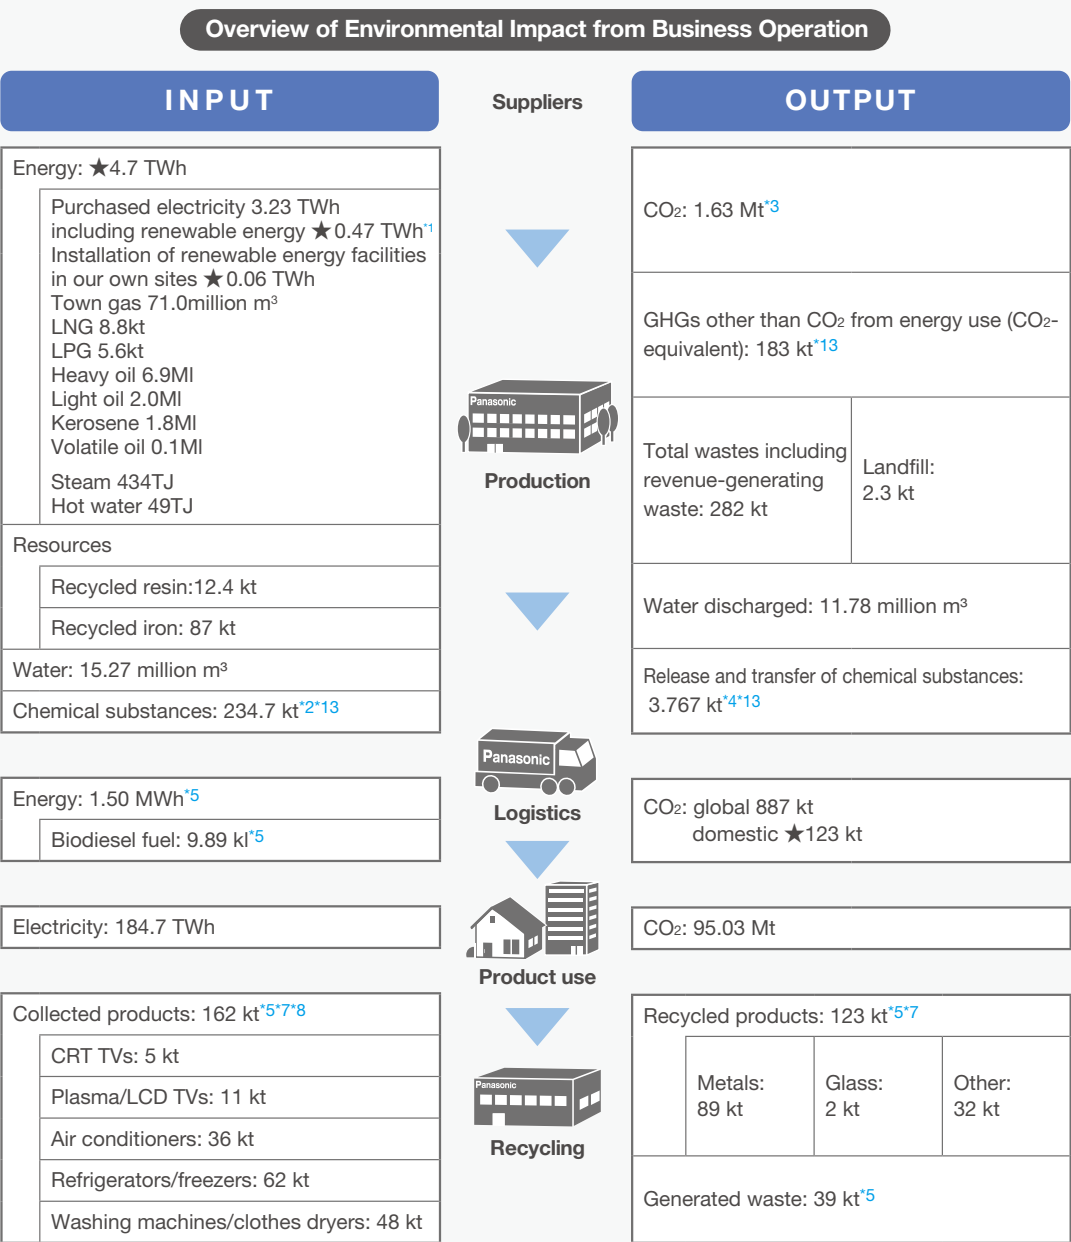 Overview of Environmental Impact from Business Operation
INPUT
Suppliers
OUTPUT
Energy: ★4.7 TWh
Purchased electricity 3.23 TWh
including renewable energy ★0.47 TWh*1
Installation of renewable energy facilities
in our own sites ★0.06 TWh
Town gas 71.0million m³
LNG 8.8kt
LPG 5.6kt
Heavy oil 6.9Ml
Light oil 2.0Ml
Kerosene 1.8Ml
Volatile oil 0.1Ml
Steam 434TJ
Hot water 49TJ
Resources
Recycled resin:12.4 kt
Recycled iron: 87 kt
Water: 15.27 million m³
Chemical substances: 234.7 kt*2*13
Panasonic
Production
CO₂: 1.63 Mt*3
GHGs other than CO₂ from energy use (CO₂-
equivalent): 183 kt*13
Total wastes including
revenue-generating
waste: 282 kt
Landfill:
2.3 kt
Water discharged: 11.78 million m³
Release and transfer of chemical substances:
3.767 kt*4*13
Energy: 1.50 MWh*5
Biodiesel fuel: 9.89 kl*5
Panasonic
Logistics
CO₂: global 887 kt
domestic ★123 kt
Electricity: 184.7 TWh
Product use
CO₂: 95.03 Mt
Collected products: 162 kt*5*7*8
CRT TVs: 5 kt
Plasma/LCD TVs: 11 kt
Air conditioners: 36 kt
Refrigerators/freezers: 62 kt
Washing machines/clothes dryers: 48 kt
Panasonic
Recycling
Recycled products: 123 kt*5*7
Metals:
89 kt
Glass:
2 kt
Other:
32 kt
Generated waste: 39 kt*5